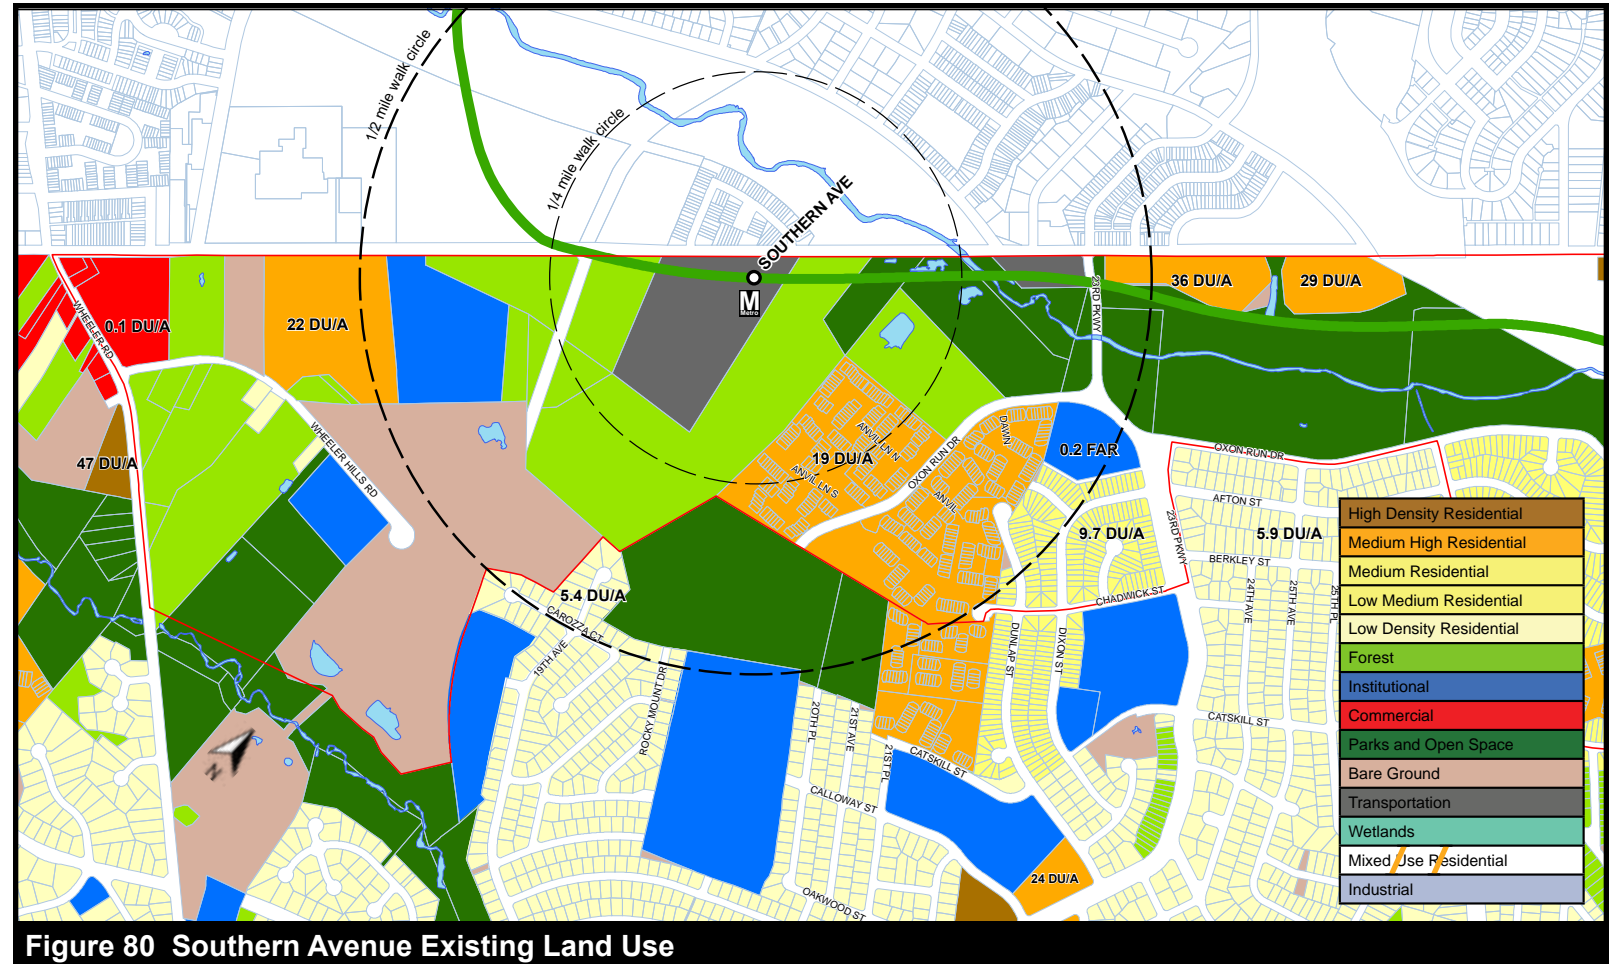 1/2 mile walk circle
1/4 mile walk circle
SOUTHERN AVE
M
Metro
WHEELER RD
0.1 DU/A
22 DU/A
36 DU/A
29 DU/A
23RD PKWY
47 DU/A
WHEELER HILLS RD
ANVIL LN N
19 DU/A
ANVIL LN S
OXON RUN DR
DAWN
ANVIL
0.2 FAR
OXON RUN DR
AFTON ST
23RD PKWY
9.7 DU/A
5.9 DU/A
BERKLEY ST
24TH AVE
25TH AVE
25TH PL
CHADWICK ST
5.4 DU/A
CAROZZA CT
19TH AVE
ROCKY MOUNT DR
DUNLAP ST
DIXON ST
20TH PL
21ST AVE
21ST PL
CATSKILL ST
CATSKILL ST
CALLOWAY ST
OAKWOOD ST
24 DU/A
N
High Density Residential
Medium High Residential
Medium Residential
Low Medium Residential
Low Density Residential
Forest
Institutional
Commercial
Parks and Open Space
Bare Ground
Transportation
Wetlands
Mixed Use Residential
Industrial
Figure 80 Southern Avenue Existing Land Use